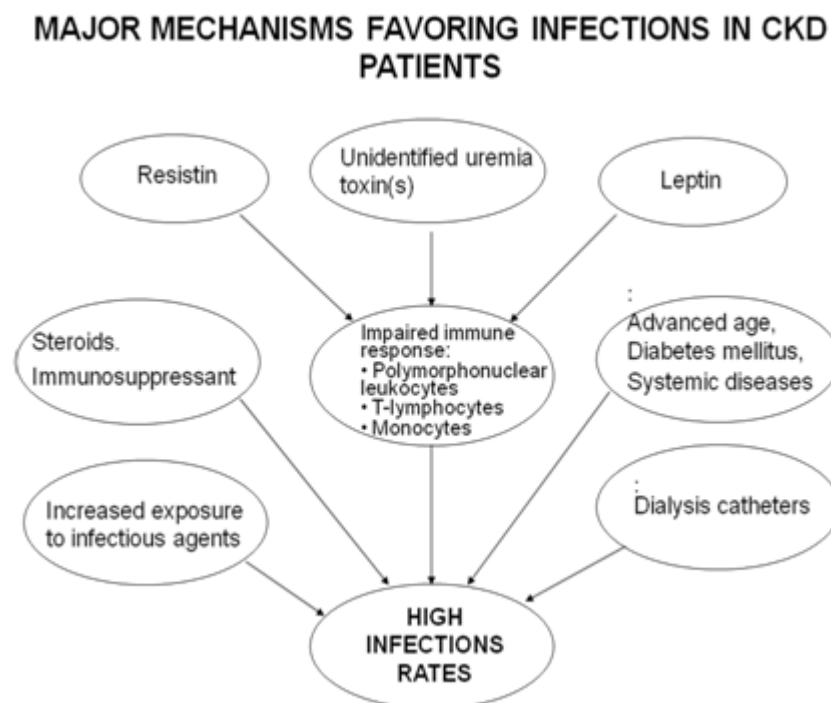 MAJOR MECHANISMS FAVORING INFECTIONS IN CKD
PATIENTS
Resistin
Unidentified uremia
toxin(s)
Leptin
Steroids.
Immunosuppressant
Impaired immune
response:
• Polymorphonuclear
leukocytes
• T-lymphocytes
• Monocytes
:
Advanced age,
Diabetes mellitus,
Systemic diseases
Increased exposure
to infectious agents
:
Dialysis catheters
HIGH
INFECTIONS
RATES